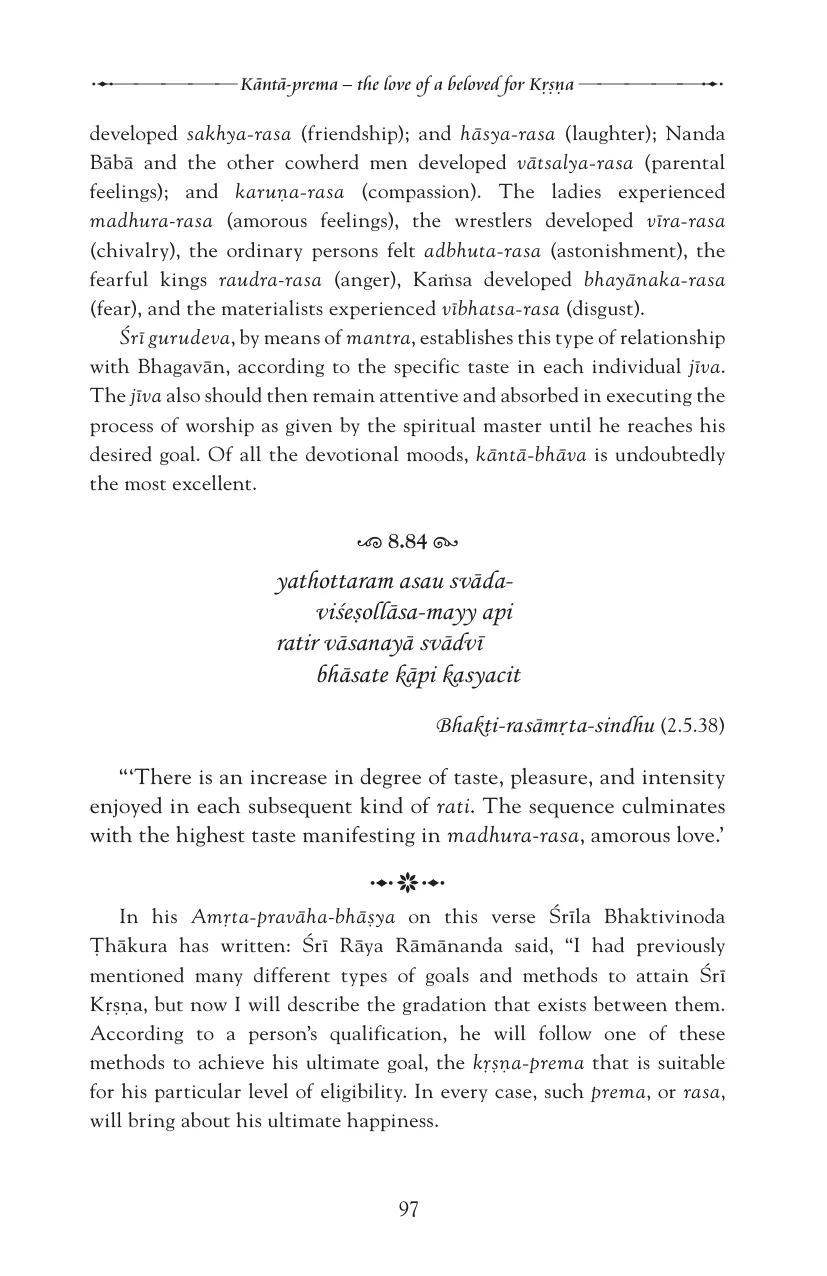 Kāntā-prema – the love of a beloved for Kṛṣṇa
developed sakhya-rasa (friendship); and hāsya-rasa (laughter); Nanda
Bābā and the other cowherd men developed vātsalya-rasa (parental
feelings); and karuṇa-rasa (compassion). The ladies experienced
madhura-rasa (amorous feelings), the wrestlers developed vīra-rasa
(chivalry), the ordinary persons felt adbhuta-rasa (astonishment), the
fearful kings raudra-rasa (anger), Kaṁsa developed bhayānaka-rasa
(fear), and the materialists experienced vībhatsa-rasa (disgust).
Śrī gurudeva, by means of mantra, establishes this type of relationship
with Bhagavān, according to the specific taste in each individual jīva.
The jīva also should then remain attentive and absorbed in executing the
process of worship as given by the spiritual master until he reaches his
desired goal. Of all the devotional moods, kāntā-bhāva is undoubtedly
the most excellent.
8.84
yathottaram asau svāda-
viśeṣollāsa-mayy api
ratir vāsanayā svādvī
bhāsate kāpi kasyacit
Bhakti-rasāmṛta-sindhu (2.5.38)
“‘There is an increase in degree of taste, pleasure, and intensity
enjoyed in each subsequent kind of rati. The sequence culminates
with the highest taste manifesting in madhura-rasa, amorous love.’
In his Amṛta-pravāha-bhāṣya on this verse Śrīla Bhaktivinoda
Ṭhākura has written: Śrī Rāya Rāmānanda said, “I had previously
mentioned many different types of goals and methods to attain Śrī
Kṛṣṇa, but now I will describe the gradation that exists between them.
According to a person’s qualification, he will follow one of these
methods to achieve his ultimate goal, the kṛṣṇa-prema that is suitable
for his particular level of eligibility. In every case, such prema, or rasa,
will bring about his ultimate happiness.
97